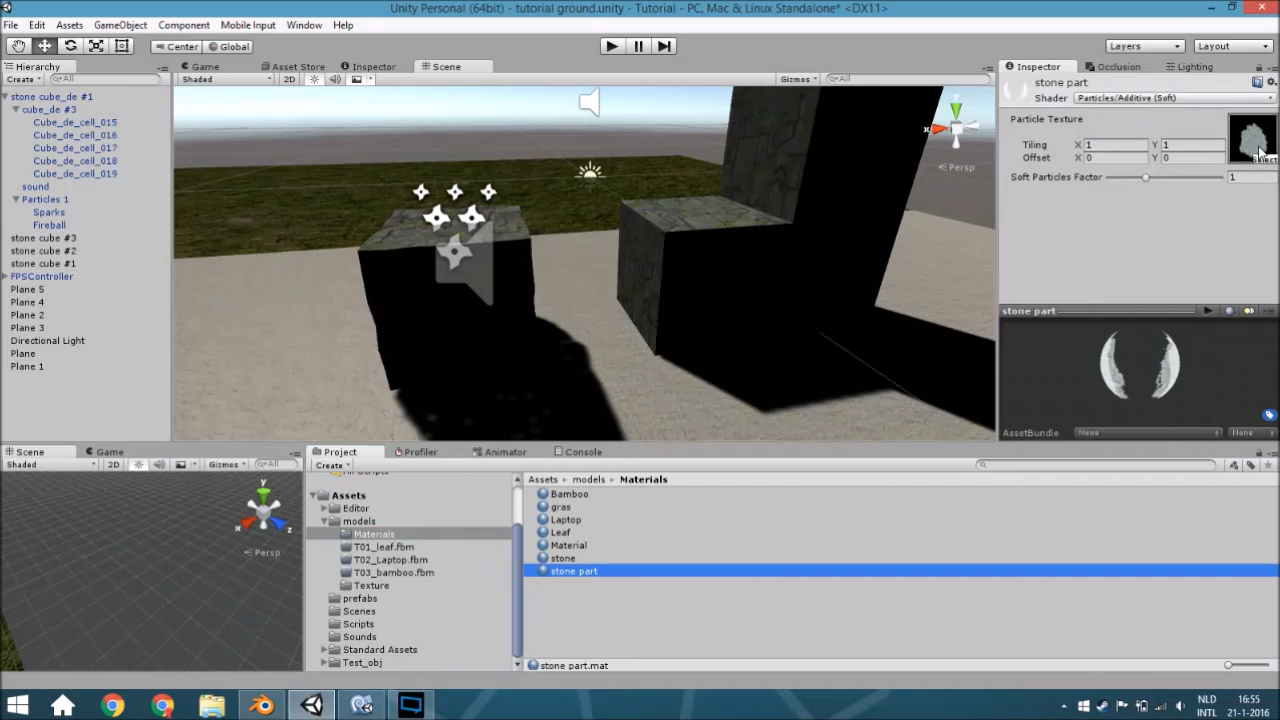 Unity Personal (64bit) - tutorial ground.unity - Tutorial - PC, Mac & Linux Standalone* <DX11>
File Edit Assets GameObject Component Mobile Input Window Help
Center Global Layers Layout
Hierarchy Game Asset Store Inspector Scene Inspector Occlusion Lighting
Create All Shaded 2D Gizmos All stone part
Shader Particles/Additive (Soft)
stone cube_de #1
cube_de #3
Cube_de_cell_015
Cube_de_cell_016
Cube_de_cell_017
Cube_de_cell_018
Cube_de_cell_019
sound
Particles 1
Sparks
Fireball
stone cube #3
stone cube #2
stone cube #1
FPSController
Plane 5
Plane 4
Plane 2
Plane 3
Directional Light
Plane
Plane 1
y
x
Persp
Particle Texture
Tiling X 1 Y 1
Offset X 0 Y 0
Select
Soft Particles Factor 1
stone part
AssetBundle None None
Scene Game Project Profiler Animator Console
Shaded 2D Gizmos All Create
y
x z
Persp
Assets
Editor
models
Materials
T01_leaf.fbm
T02_Laptop.fbm
T03_bamboo.fbm
Texture
prefabs
Scenes
Scripts
Sounds
Standard Assets
Test_obj
Assets models Materials
Bamboo
gras
Laptop
Leaf
Material
stone
stone part
stone part.mat
NLD 16:55
INTL 21-1-2016